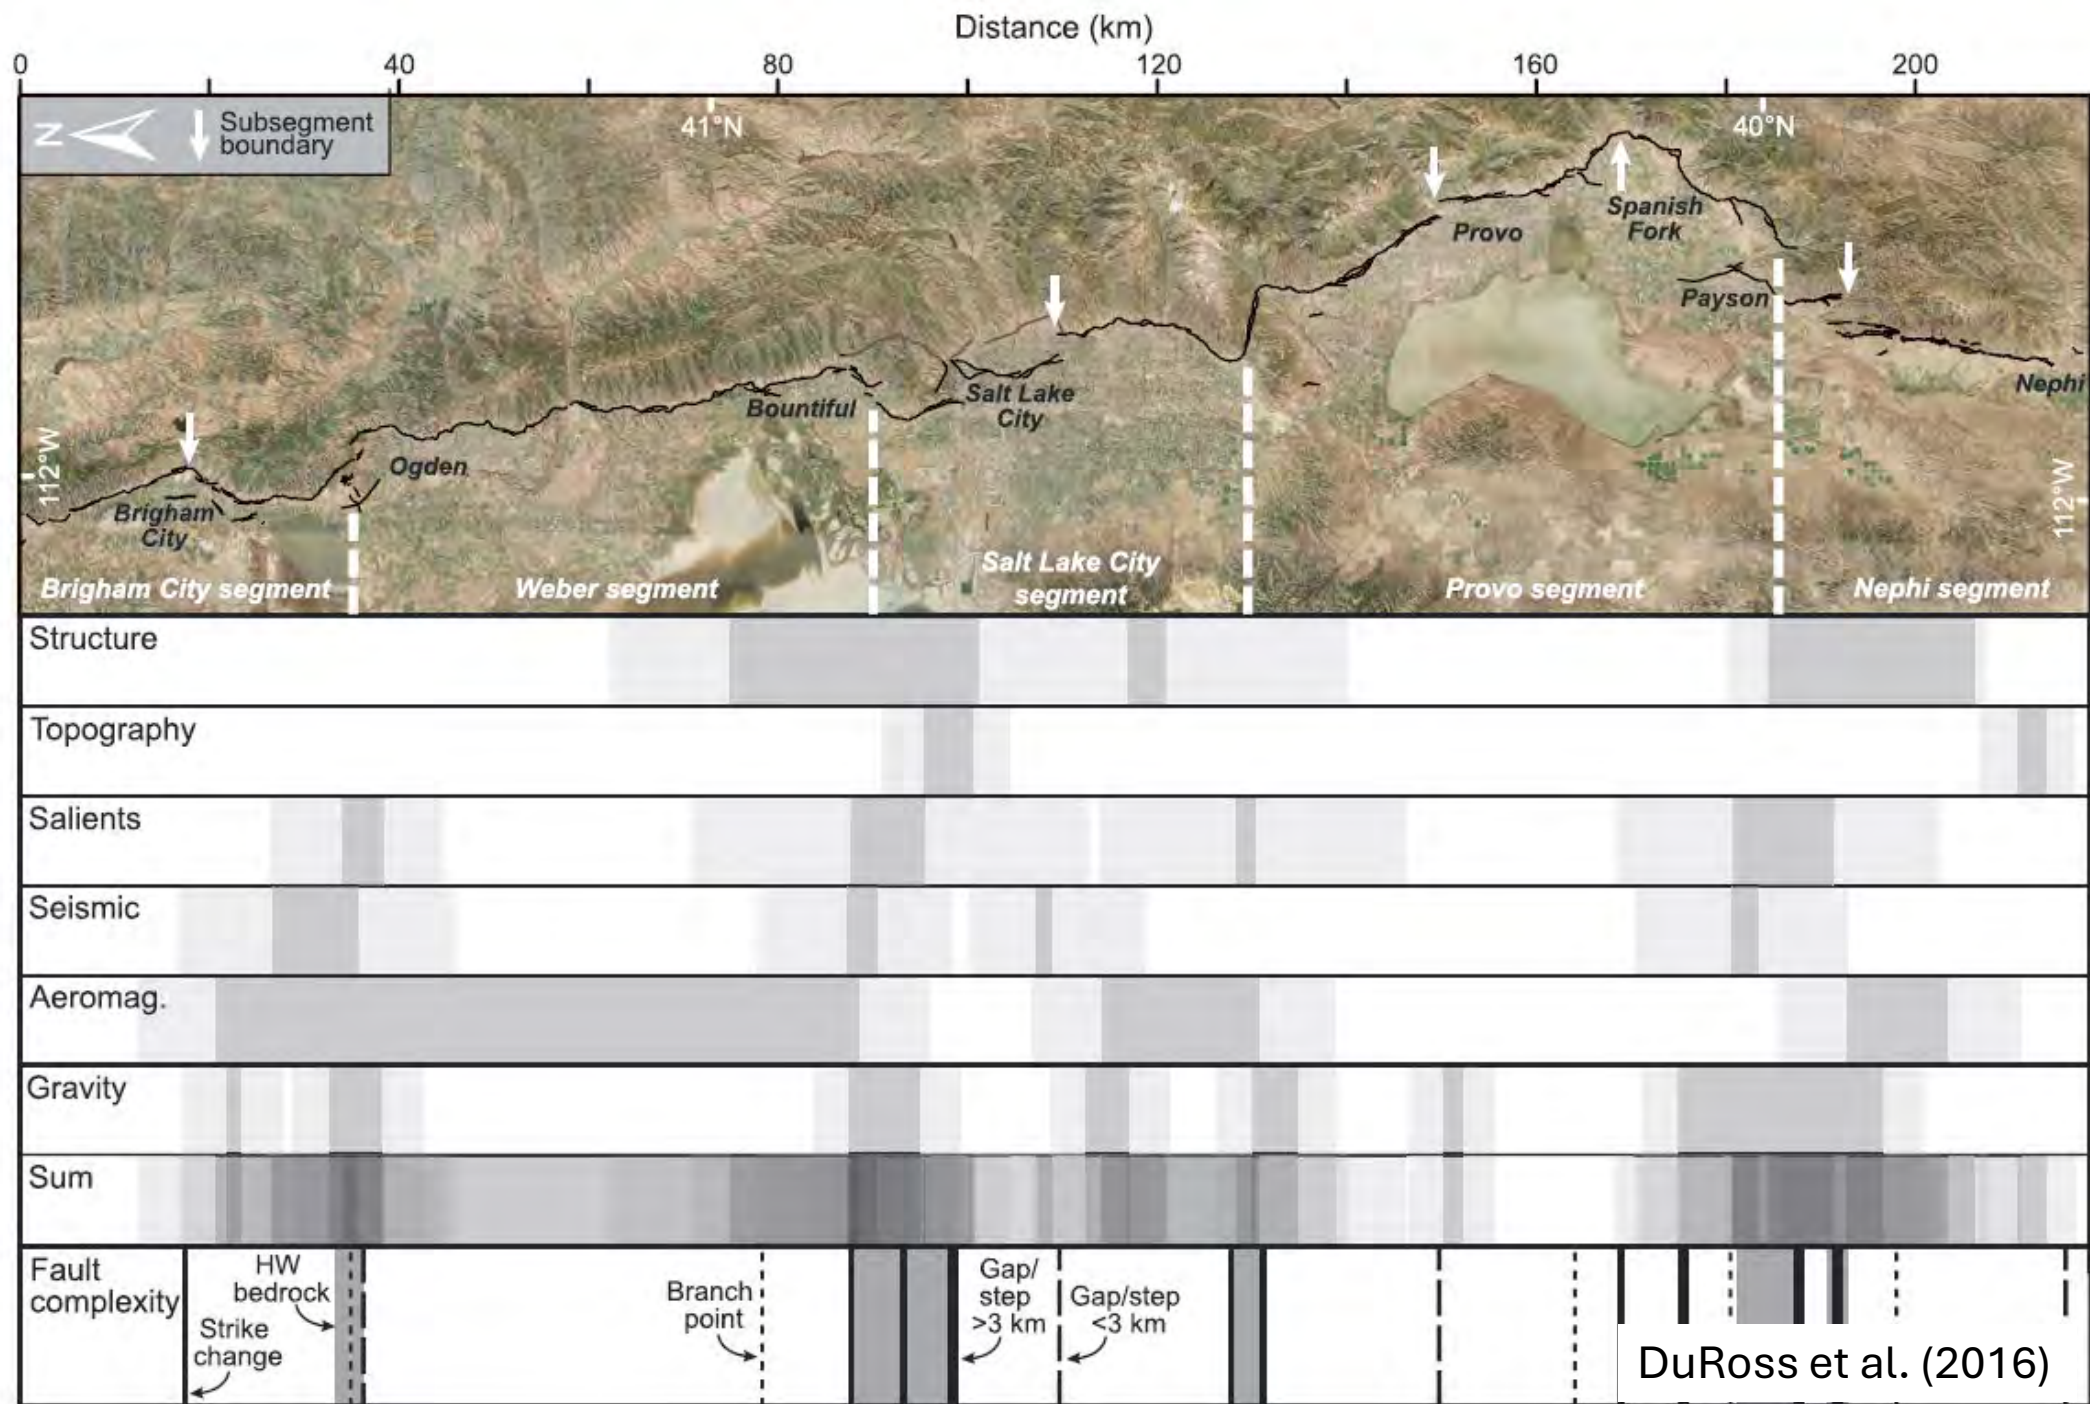 Distance (km)
0 40 80 120 160 200
N
Subsegment
boundary
41°N
40°N
112°W
112°W
Brigham
City
Ogden
Bountiful
Salt Lake
City
Provo
Spanish
Fork
Payson
Nephi
Brigham City segment
Weber segment
Salt Lake City
segment
Provo segment
Nephi segment
Structure
Topography
Salients
Seismic
Aeromag.
Gravity
Sum
Fault
complexity
HW
bedrock
Strike
change
Branch
point
Gap/
step
>3 km
Gap/step
<3 km
DuRoss et al. (2016)